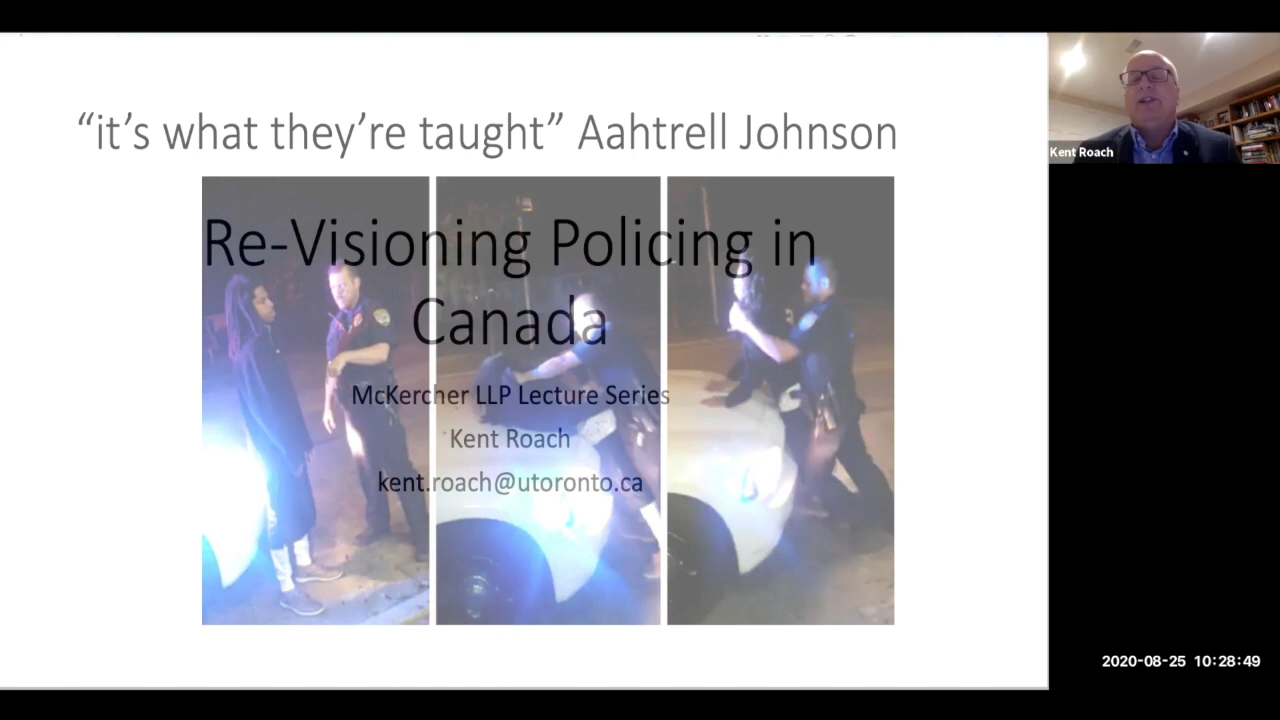 “it’s what they’re taught” Aahtrell Johnson
Re-Visioning Policing in
Canada
McKercher LLP Lecture Series
Kent Roach
kent.roach@utoronto.ca
Kent Roach
2020-08-25 10:28:49